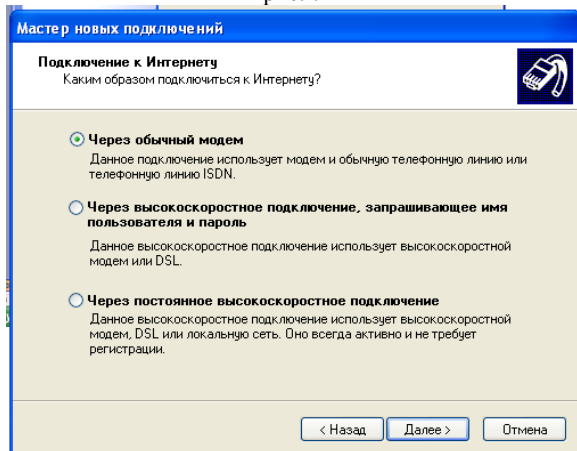 Мастер новых подключений
Подключение к Интернету
Каким образом подключиться к Интернету?
Через обычный модем
Данное подключение использует модем и обычную телефонную линию или
телефонную линию ISDN.
Через высокоскоростное подключение, запрашивающее имя
пользователя и пароль
Данное высокоскоростное подключение использует высокоскоростной
модем или DSL.
Через постоянное высокоскоростное подключение
Данное высокоскоростное подключение использует высокоскоростной
модем, DSL или локальную сеть. Оно всегда активно и не требует
регистрации.
< Назад Далее > Отмена